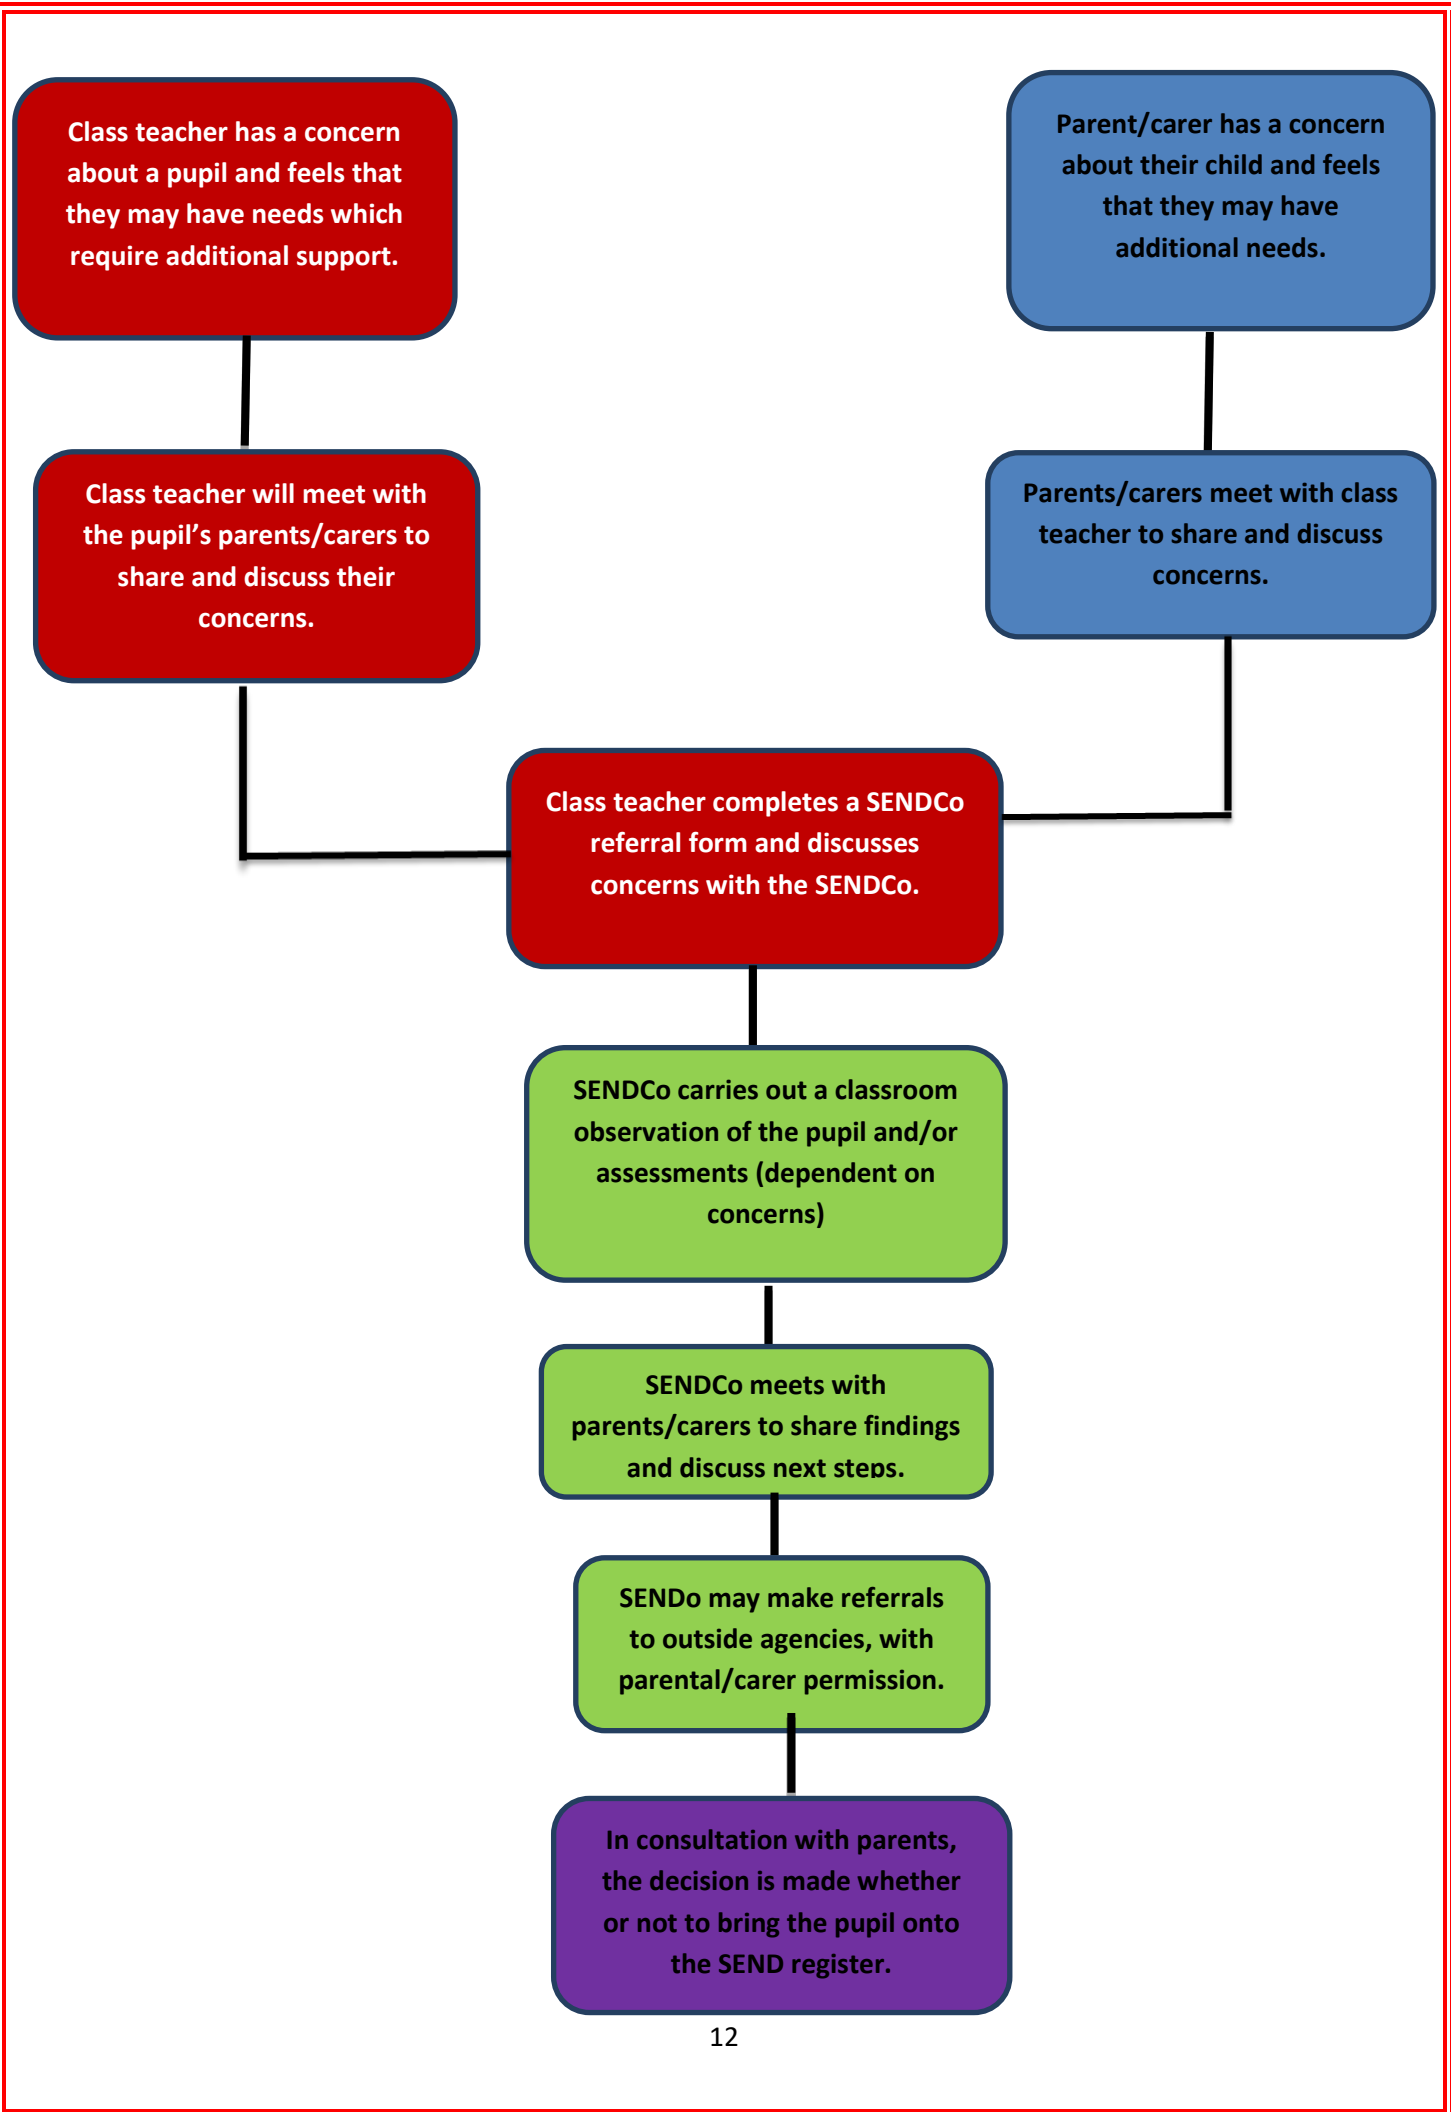 Class teacher has a concern
about a pupil and feels that
they may have needs which
require additional support.
Parent/carer has a concern
about their child and feels
that they may have
additional needs.
Class teacher will meet with
the pupil’s parents/carers to
share and discuss their
concerns.
Parents/carers meet with class
teacher to share and discuss
concerns.
Class teacher completes a SENDCo
referral form and discusses
concerns with the SENDCo.
SENDCo carries out a classroom
observation of the pupil and/or
assessments (dependent on
concerns)
SENDCo meets with
parents/carers to share findings
and discuss next steps.
SENDo may make referrals
to outside agencies, with
parental/carer permission.
In consultation with parents,
the decision is made whether
or not to bring the pupil onto
the SEND register.
12